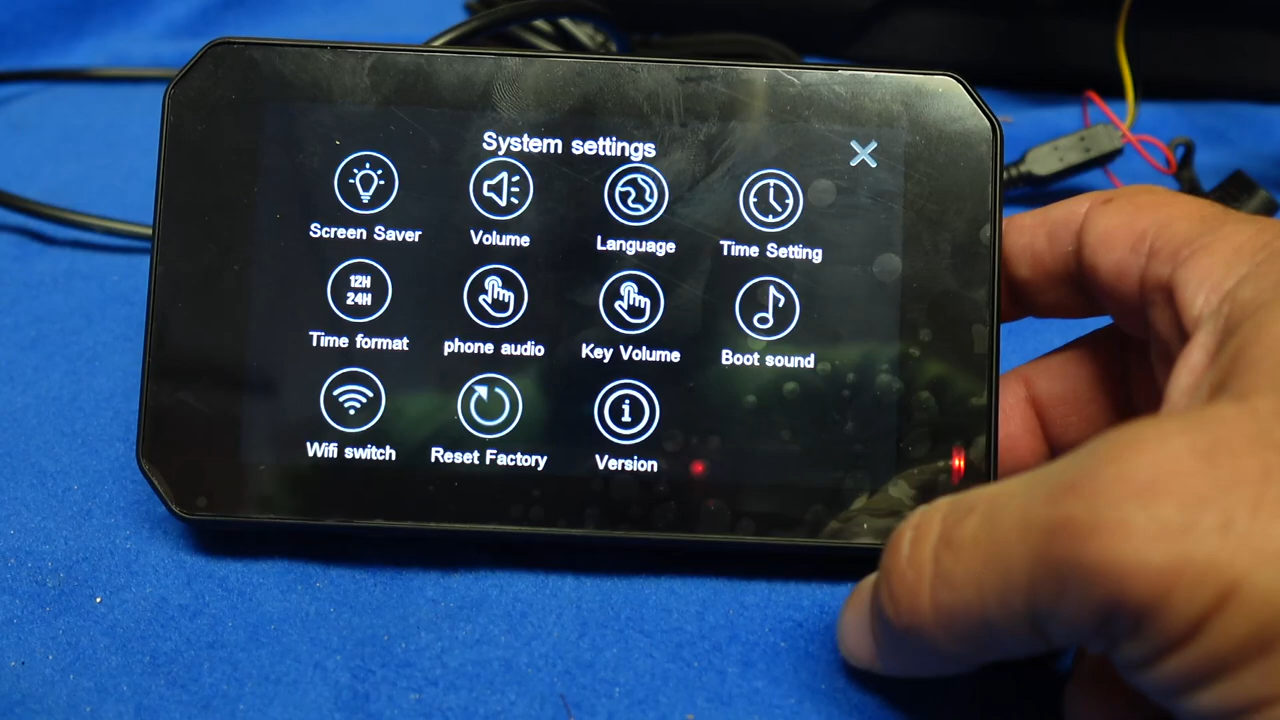 System settings
Screen Saver
Volume
Language
Time Setting
12H
24H
Time format
phone audio
Key Volume
Boot sound
Wifi switch
Reset Factory
i
Version